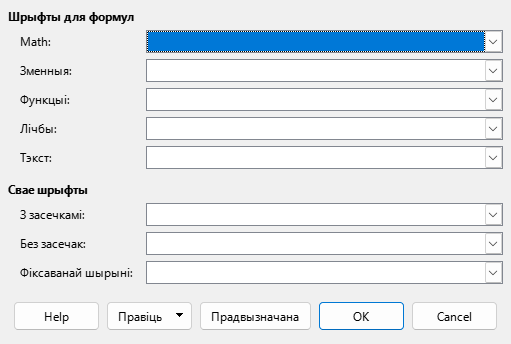 Шрыфты для формул
Math:
Зменныя:
Функцыі:
Лічбы:
Тэкст:
Свае шрыфты
З засечкамі:
Без засечак:
Фіксаванай шырыні:
Help Правіць Прадвызначана OK Cancel